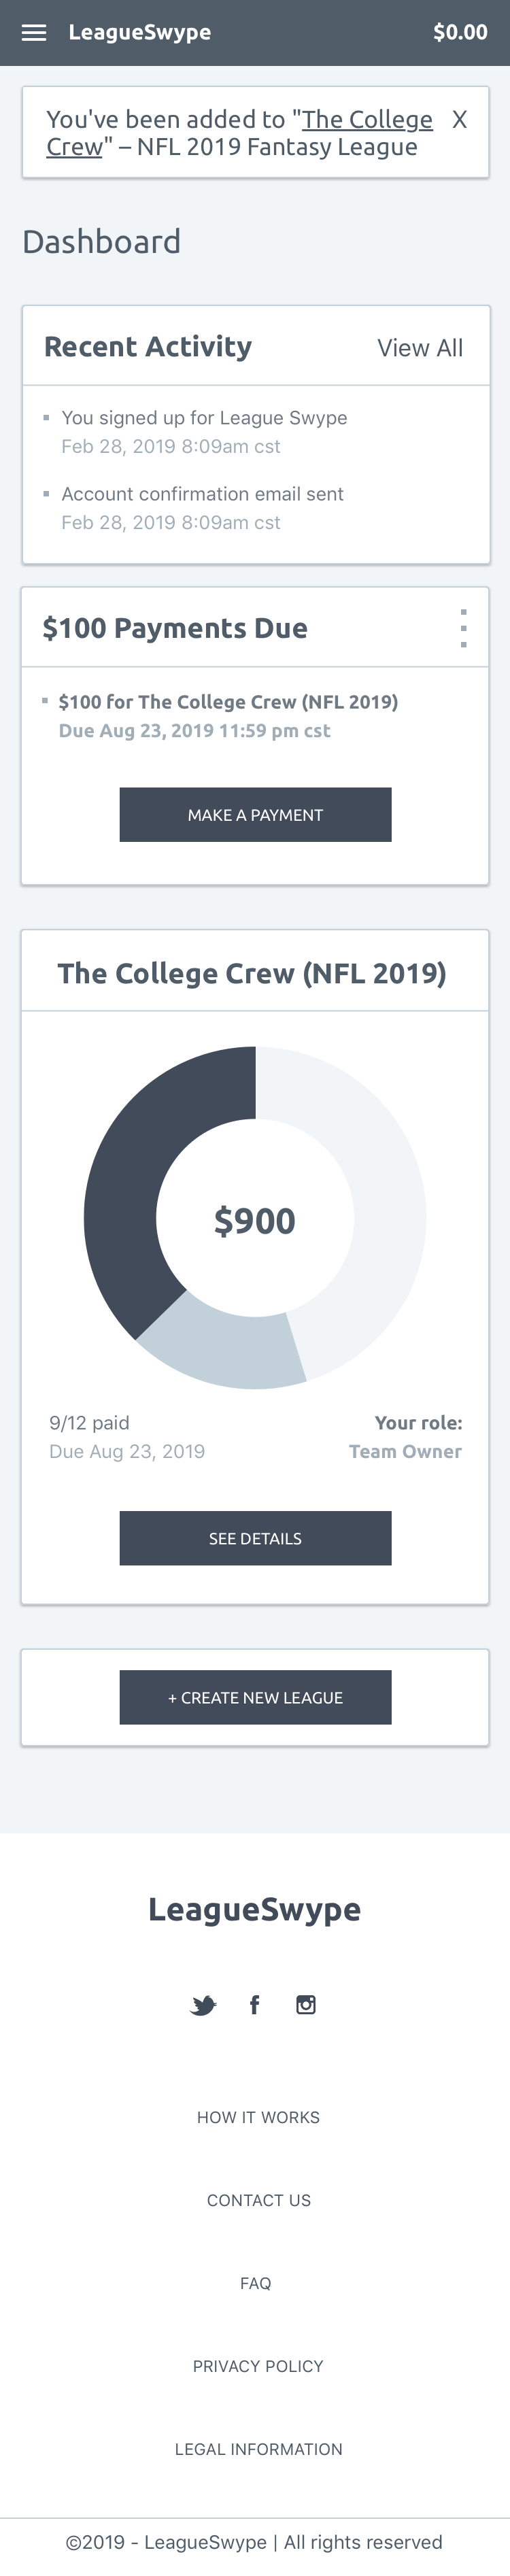 LeagueSwype $0.00
You've been added to "The College X
Crew" – NFL 2019 Fantasy League
Dashboard
Recent Activity View All
You signed up for League Swype
Feb 28, 2019 8:09am cst
Account confirmation email sent
Feb 28, 2019 8:09am cst
$100 Payments Due
$100 for The College Crew (NFL 2019)
Due Aug 23, 2019 11:59 pm cst
MAKE A PAYMENT
The College Crew (NFL 2019)
$900
9/12 paid Your role:
Due Aug 23, 2019 Team Owner
SEE DETAILS
+ CREATE NEW LEAGUE
LeagueSwype
HOW IT WORKS
CONTACT US
FAQ
PRIVACY POLICY
LEGAL INFORMATION
©2019 - LeagueSwype | All rights reserved